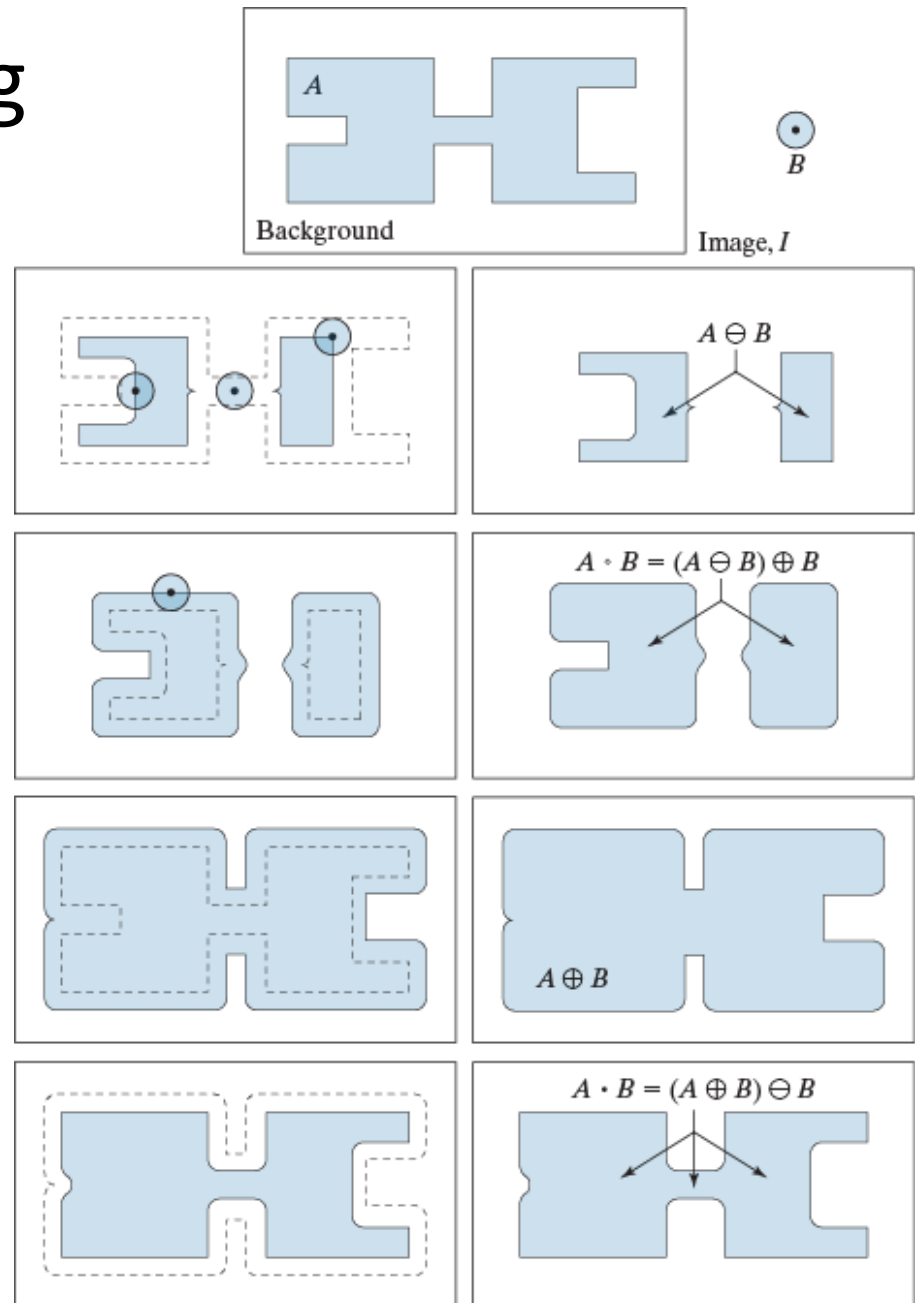 g
A
B
Background
Image, I
A ⊖ B
A ∘ B = (A ⊖ B) ⊕ B
A ⊕ B
A • B = (A ⊕ B) ⊖ B